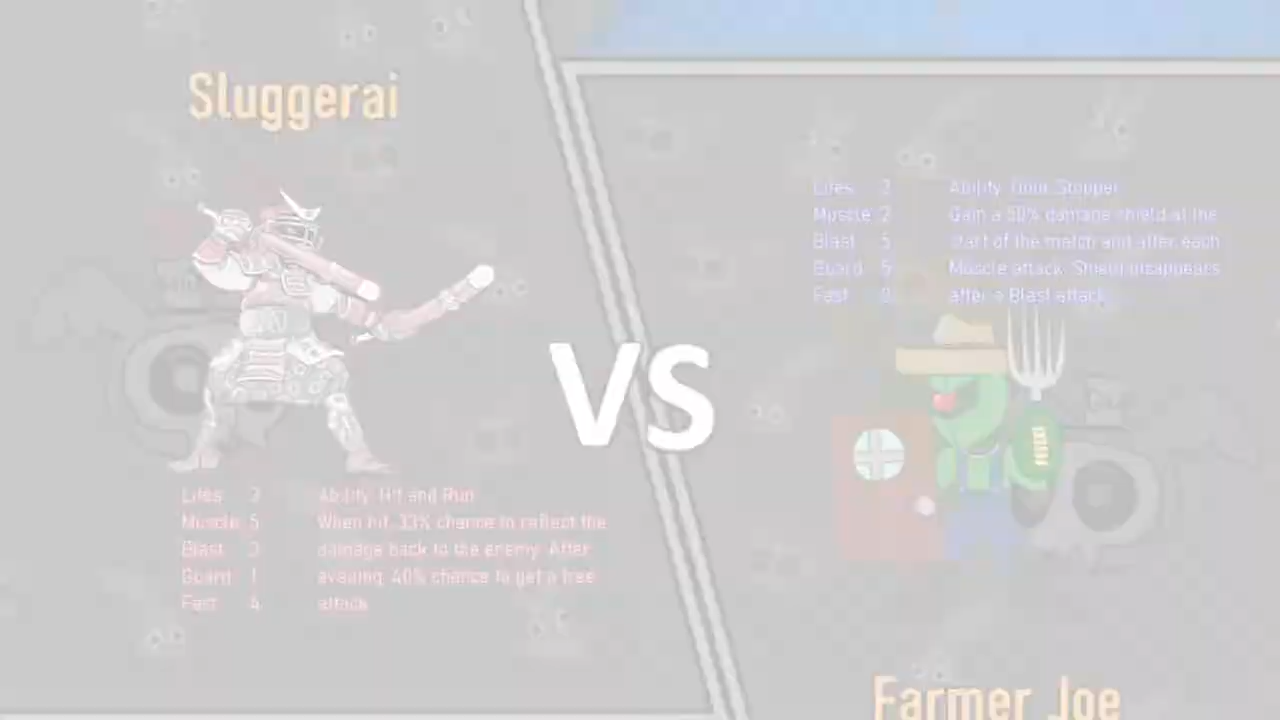 Sluggerai
Lifes 3
Muscle 5
Blast 3
Guard 1
Fast 4
Ability: Hit and Run
When hit, 33% chance to reflect the
damage back to the enemy. After
evading, 40% chance to get a free
attack
VS
Lifes 2
Muscle 2
Blast 5
Guard 5
Fast
Ability: Door Stopper
Gain a 50% damage shield at the
start of the match and after each
Muscle attack. Shield disappears
after a Blast attack
Farmer Joe